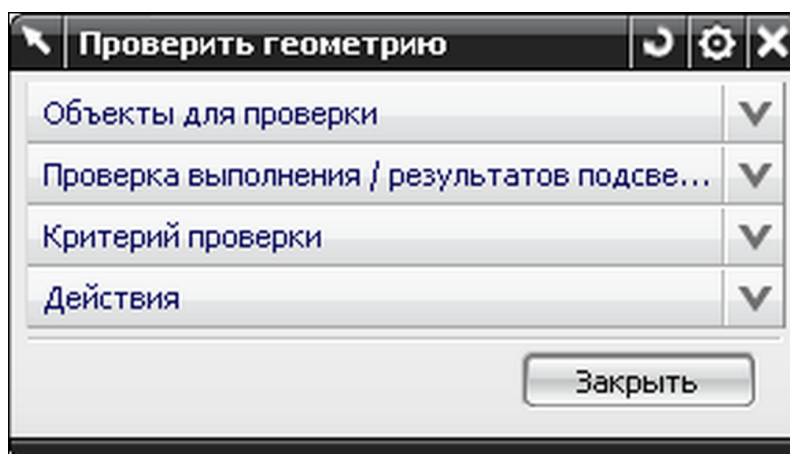 Проверить геометрию
Объекты для проверки
Проверка выполнения / результатов подсве...
Критерий проверки
Действия
Закрыть